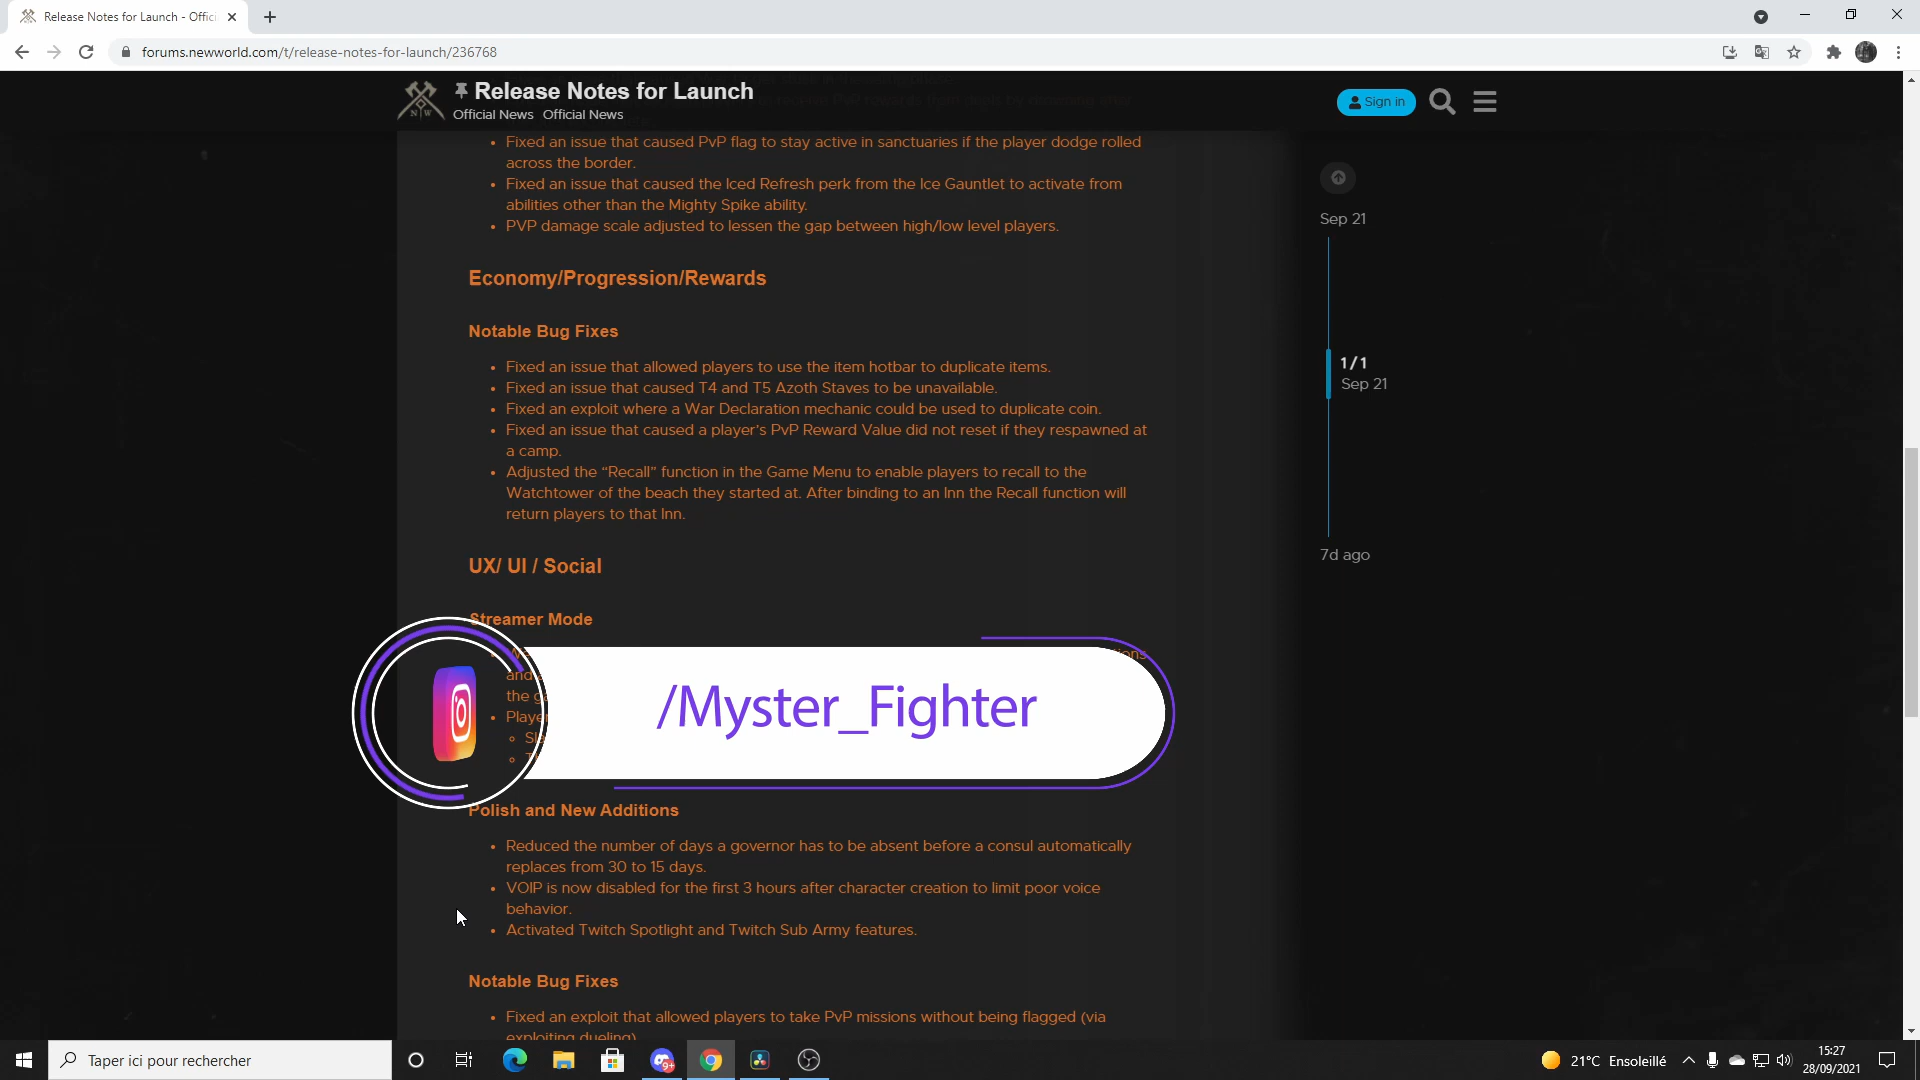 Release Notes for Launch - Offici
forums.newworld.com/t/release-notes-for-launch/236768
Release Notes for Launch
Official News Official News
Sign in
Fixed an issue that caused PvP flag to stay active in sanctuaries if the player dodge rolled
across the border.
Fixed an issue that caused the Iced Refresh perk from the Ice Gauntlet to activate from
abilities other than the Mighty Spike ability.
PVP damage scale adjusted to lessen the gap between high/low level players.
Economy/Progression/Rewards
Notable Bug Fixes
Fixed an issue that allowed players to use the item hotbar to duplicate items.
Fixed an issue that caused T4 and T5 Azoth Staves to be unavailable.
Fixed an exploit where a War Declaration mechanic could be used to duplicate coin.
Fixed an issue that caused a player's PvP Reward Value did not reset if they respawned at
a camp.
Adjusted the “Recall” function in the Game Menu to enable players to recall to the
Watchtower of the beach they started at. After binding to an Inn the Recall function will
return players to that Inn.
UX/ UI / Social
Streamer Mode
and
the
/Myster_Fighter
Polish and New Additions
Reduced the number of days a governor has to be absent before a consul automatically
replaces from 30 to 15 days.
VOIP is now disabled for the first 3 hours after character creation to limit poor voice
behavior.
Activated Twitch Spotlight and Twitch Sub Army features.
Notable Bug Fixes
Fixed an exploit that allowed players to take PvP missions without being flagged (via
exploiting dueling)
Sep 21
1/1
Sep 21
7d ago
Taper ici pour rechercher
9+
21°C Ensoleillé
15:27
28/09/2021